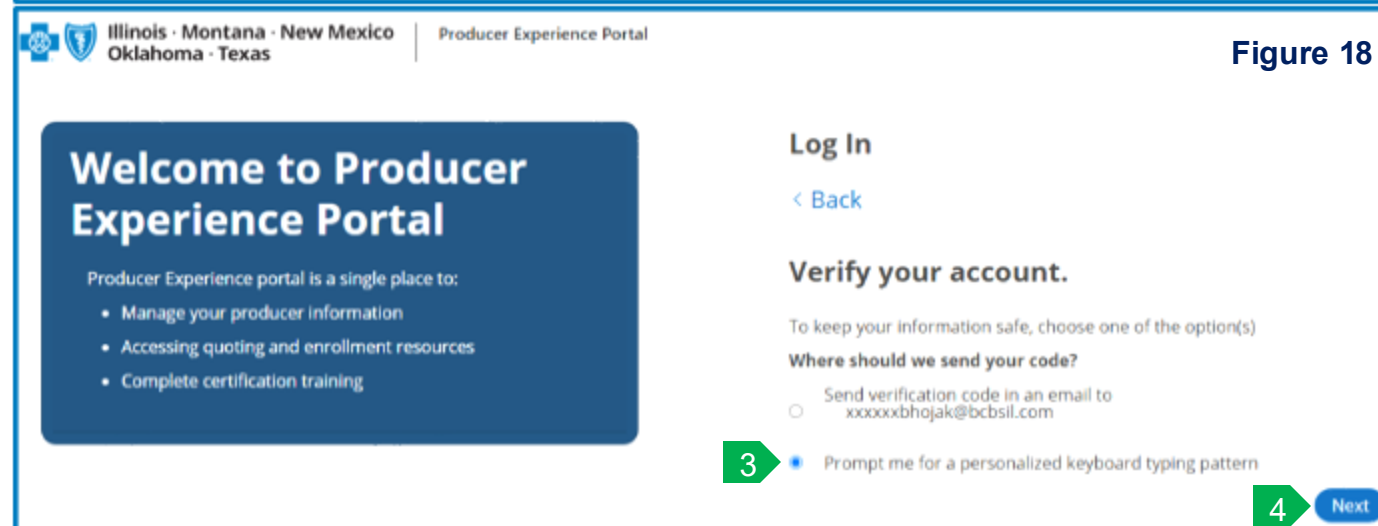 Illinois · Montana · New Mexico
Oklahoma · Texas
Producer Experience Portal
Figure 18
Welcome to Producer
Experience Portal
Producer Experience portal is a single place to:
• Manage your producer information
• Accessing quoting and enrollment resources
• Complete certification training
Log In
< Back
Verify your account.
To keep your information safe, choose one of the option(s)
Where should we send your code?
Send verification code in an email to
xxxxxxbhojak@bcbsil.com
3
Prompt me for a personalized keyboard typing pattern
4
Next